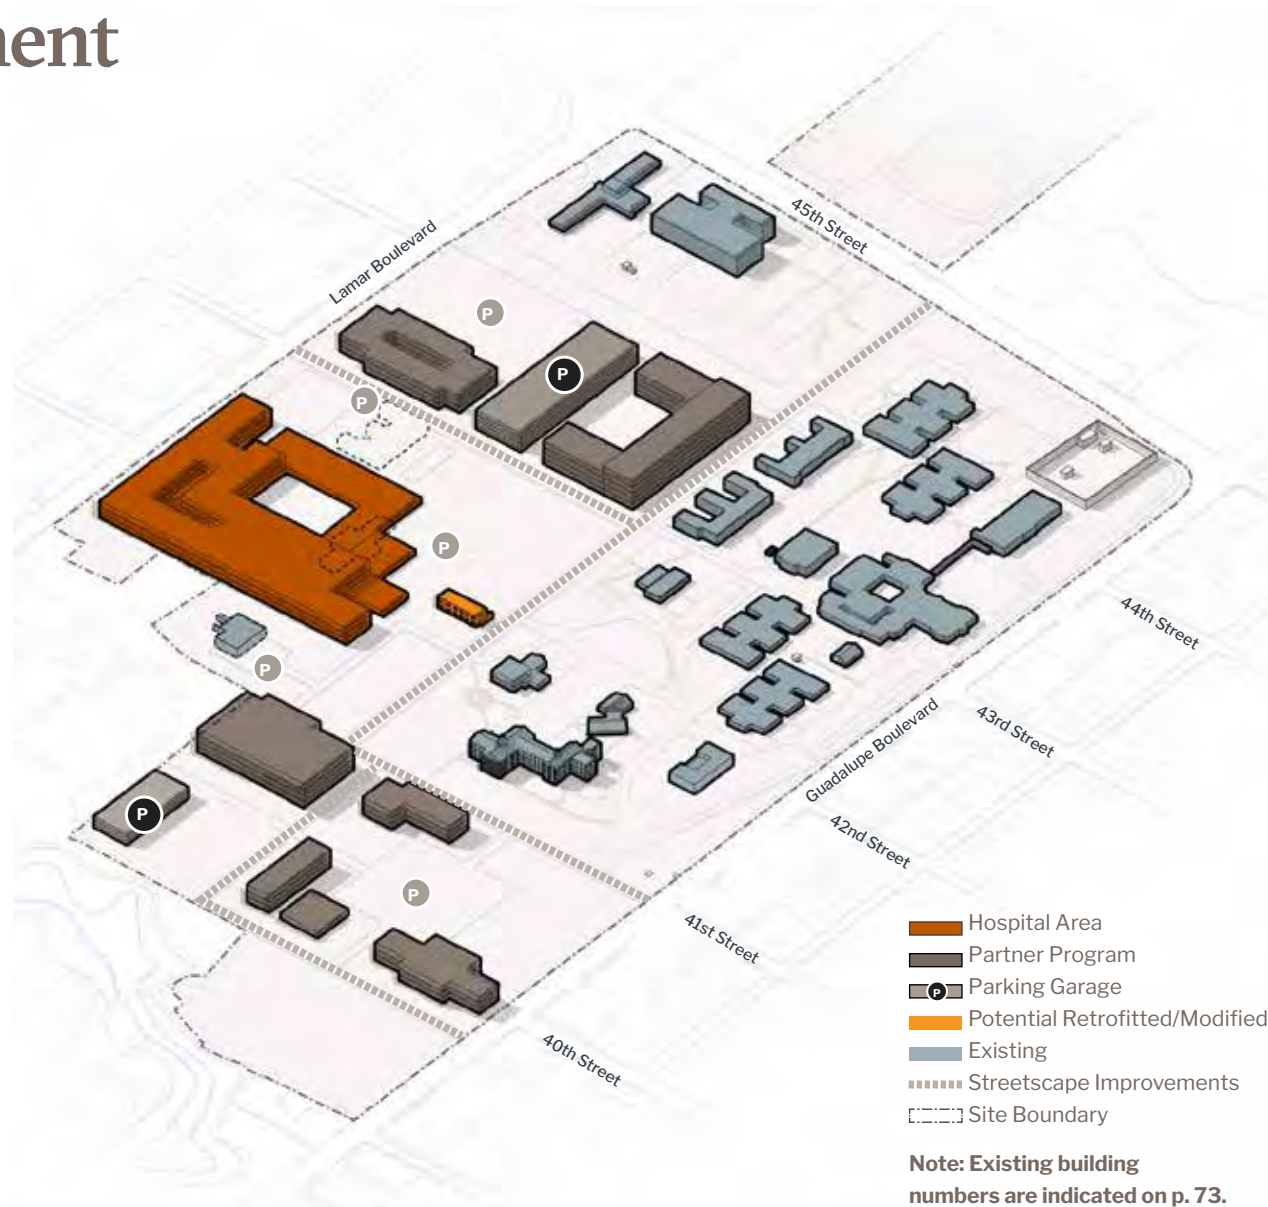 nent
45th Street
Lamar Boulevard
P
P
P
P
44th Street
P
43rd Street
Guadalupe Boulevard
P
42nd Street
P
41st Street
Hospital Area
Partner Program
P Parking Garage
Potential Retrofitted/Modified
Existing
40th Street
Streetscape Improvements
Site Boundary
Note: Existing building
numbers are indicated on p. 73.